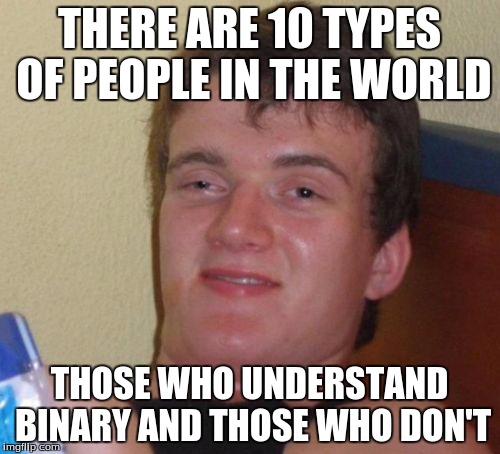 THERE ARE 10 TYPES
OF PEOPLE IN THE WORLD
THOSE WHO UNDERSTAND
BINARY AND THOSE WHO DON'T
imgflip.com